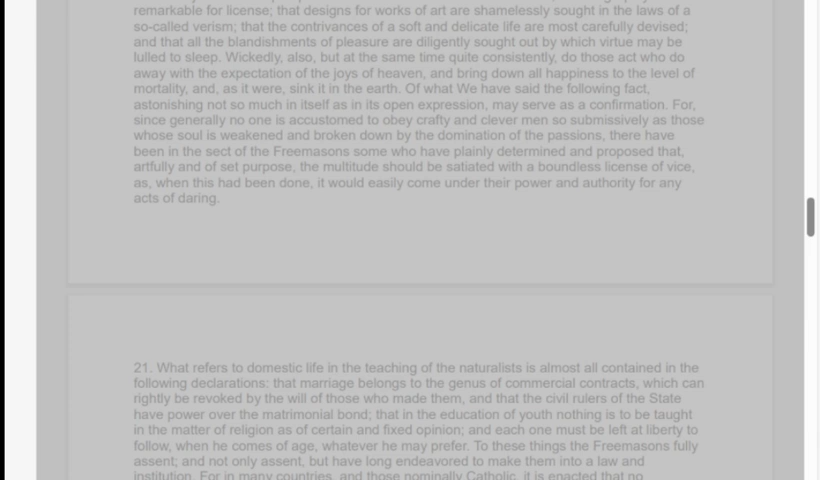 remarkable for license; that designs for works of art are shamelessly sought in the laws of a
so-called verism; that the contrivances of a soft and delicate life are most carefully devised;
and that all the blandishments of pleasure are diligently sought out by which virtue may be
lulled to sleep. Wickedly, also, but at the same time quite consistently, do those act who do
away with the expectation of the joys of heaven, and bring down all happiness to the level of
mortality, and, as it were, sink it in the earth. Of what We have said the following fact,
astonishing not so much in itself as in its open expression, may serve as a confirmation. For,
since generally no one is accustomed to obey crafty and clever men so submissively as those
whose soul is weakened and broken down by the domination of the passions, there have
been in the sect of the Freemasons some who have plainly determined and proposed that,
artfully and of set purpose, the multitude should be satiated with a boundless license of vice,
as, when this had been done, it would easily come under their power and authority for any
acts of daring.
21. What refers to domestic life in the teaching of the naturalists is almost all contained in the
following declarations: that marriage belongs to the genus of commercial contracts, which can
rightly be revoked by the will of those who made them, and that the civil rulers of the State
have power over the matrimonial bond; that in the education of youth nothing is to be taught
in the matter of religion as of certain and fixed opinion; and each one must be left at liberty to
follow, when he comes of age, whatever he may prefer. To these things the Freemasons fully
assent; and not only assent, but have long endeavored to make them into a law and
institution. For in many countries, and those nominally Catholic, it is enacted that no